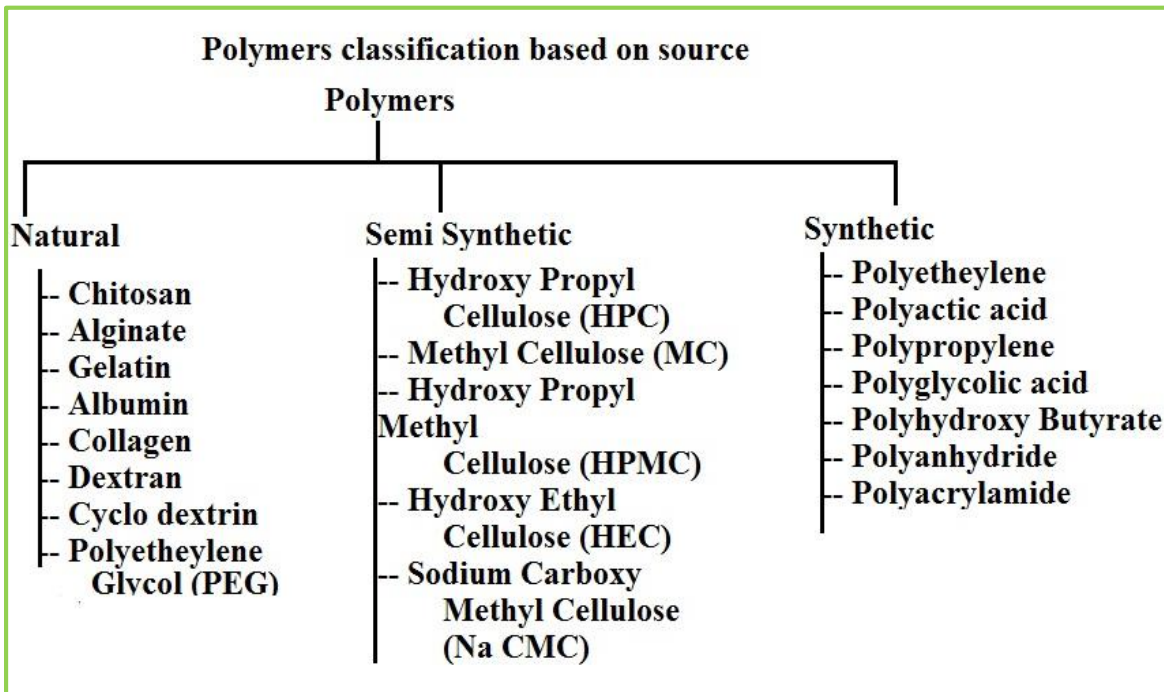 Polymers classification based on source
Polymers
Natural
-- Chitosan
-- Alginate
-- Gelatin
-- Albumin
-- Collagen
-- Dextran
-- Cyclo dextrin
-- Polyetheylene
Glycol (PEG)
Semi Synthetic
-- Hydroxy Propyl
Cellulose (HPC)
-- Methyl Cellulose (MC)
-- Hydroxy Propyl
Methyl
Cellulose (HPMC)
-- Hydroxy Ethyl
Cellulose (HEC)
-- Sodium Carboxy
Methyl Cellulose
(Na CMC)
Synthetic
-- Polyetheylene
-- Polyactic acid
-- Polypropylene
-- Polyglycolic acid
-- Polyhydroxy Butyrate
-- Polyanhydride
-- Polyacrylamide